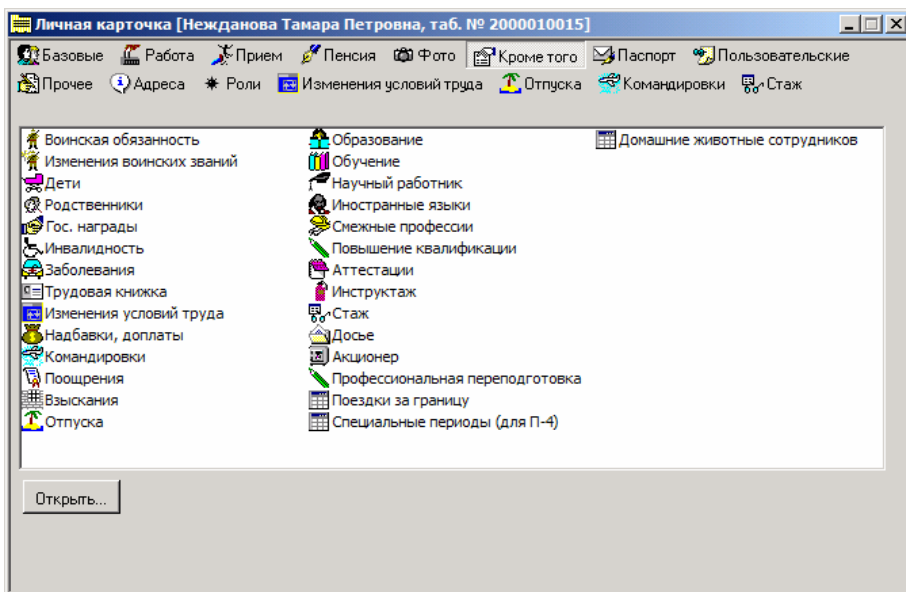 Личная карточка [Нежданова Тамара Петровна, таб. № 2000010015]
Базовые Работа Прием Пенсия Фото Кроме того Паспорт Пользовательские
Прочее Адреса Роли Изменения условий труда Отпуска Командировки Стаж
Воинская обязанность
Изменения воинских званий
Дети
Родственники
Гос. награды
Инвалидность
Заболевания
Трудовая книжка
Изменения условий труда
Надбавки, доплаты
Командировки
Поощрения
Взыскания
Отпуска
Образование
Обучение
Научный работник
Иностранные языки
Смежные профессии
Повышение квалификации
Аттестации
Инструктаж
Стаж
Досье
Акционер
Профессиональная переподготовка
Поездки за границу
Специальные периоды (для П-4)
Домашние животные сотрудников
Открыть...